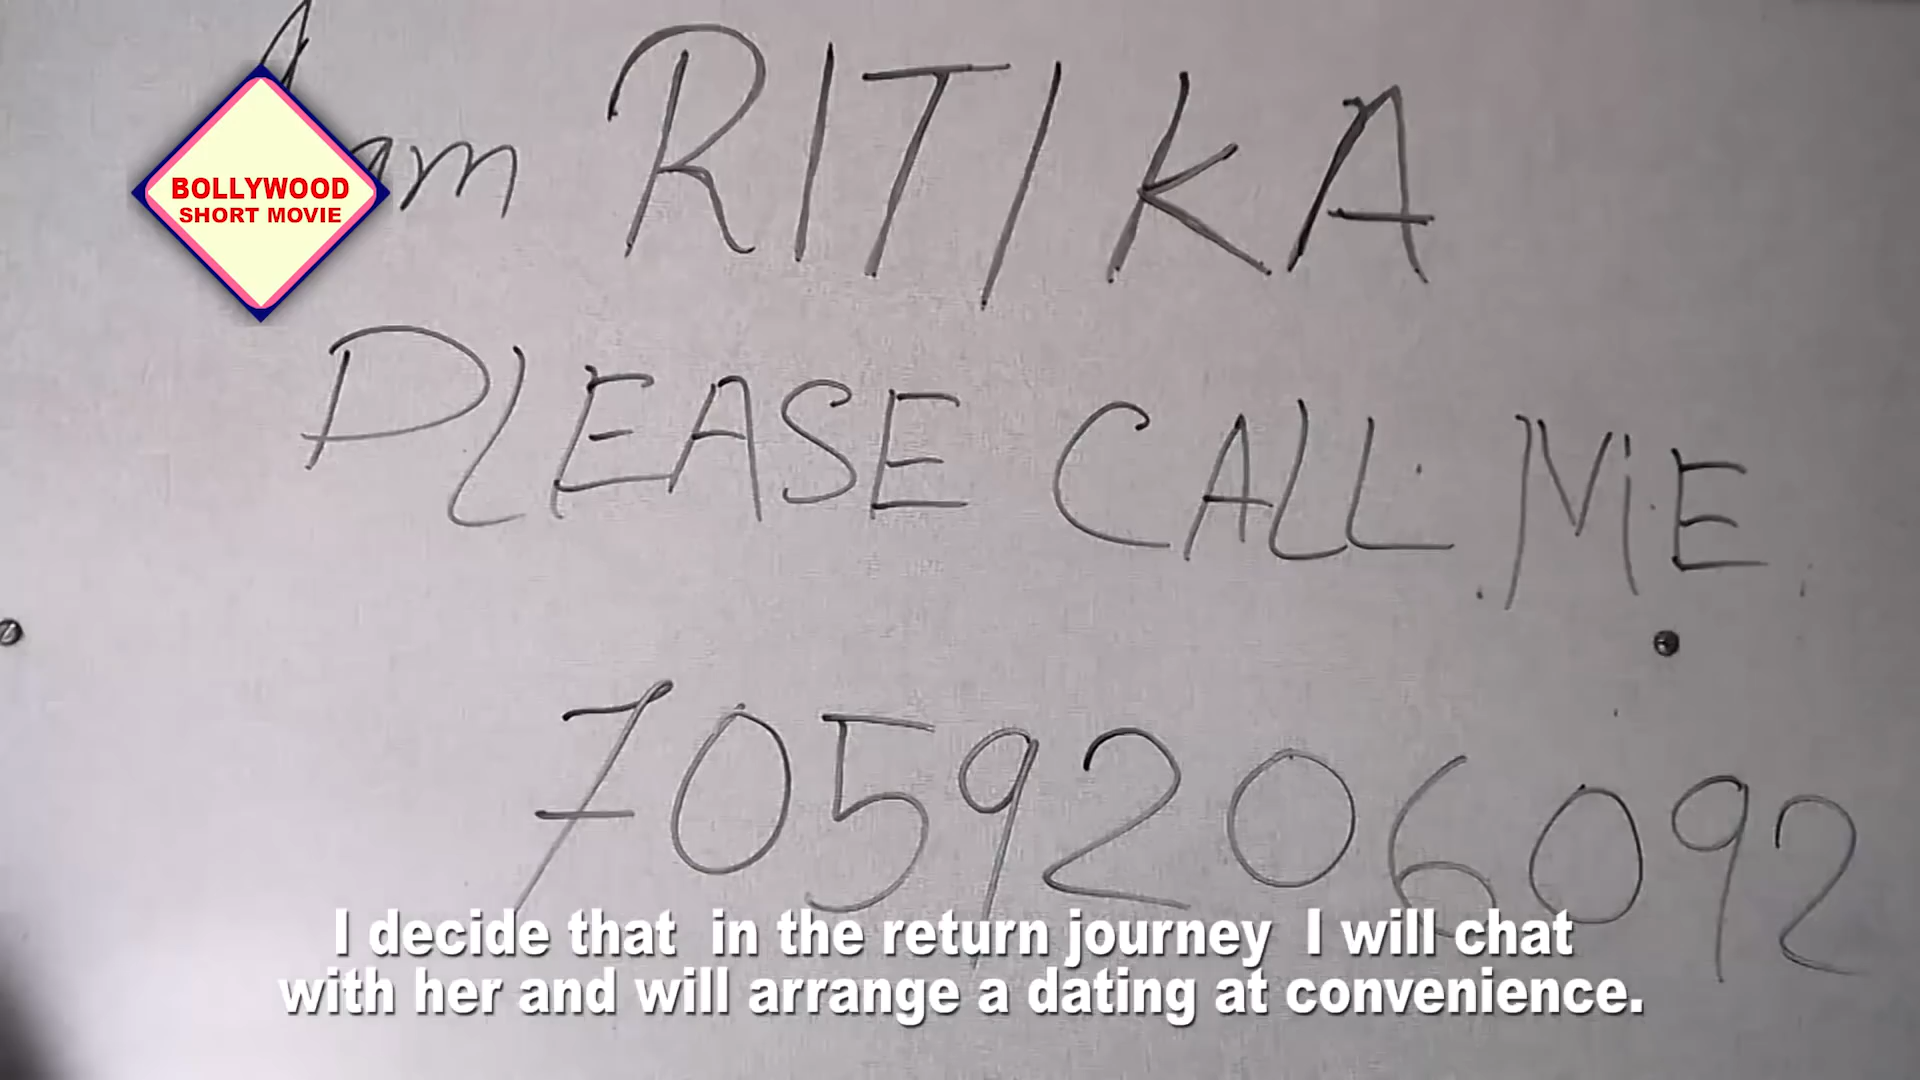 I am RITIKA
BOLLYWOOD
SHORT MOVIE
PLEASE CALL ME
7059206092
I decide that in the return journey I will chat
with her and will arrange a dating at convenience.